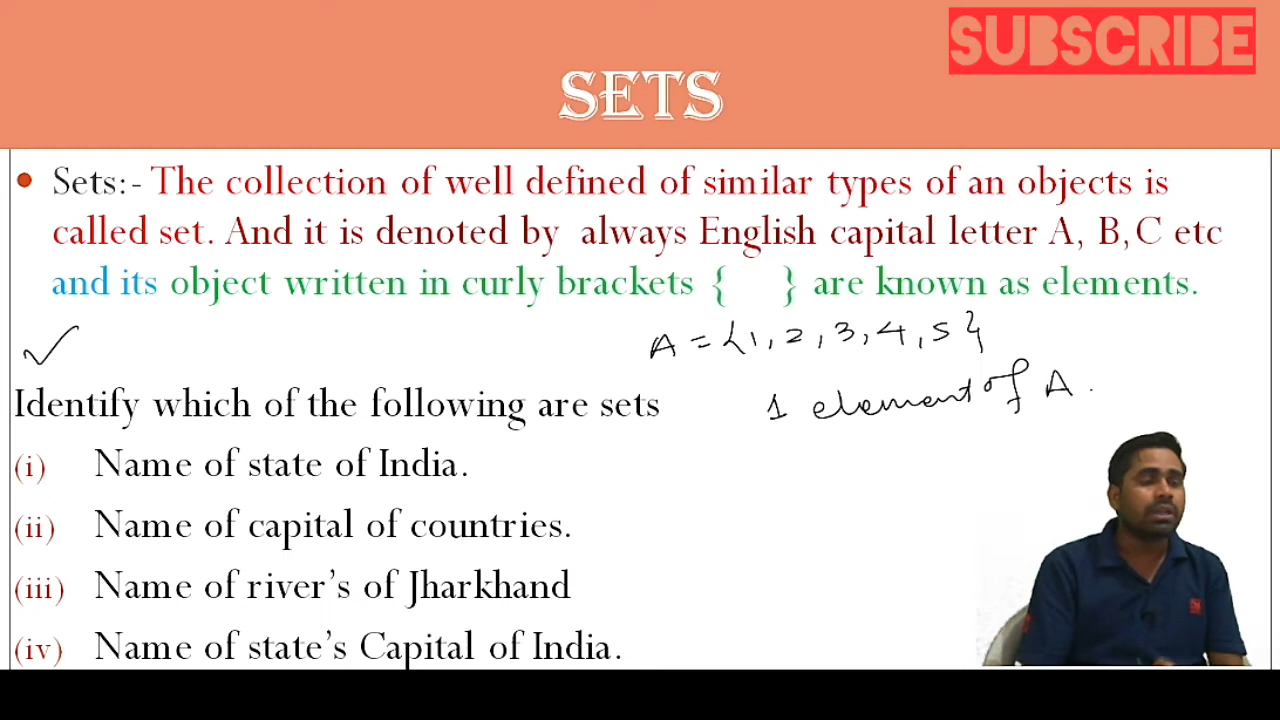 SUBSCRIBE
SETS
• Sets:- The collection of well defined of similar types of an objects is
called set. And it is denoted by always English capital letter A, B,C etc
and its object written in curly brackets { } are known as elements.
A = {1, 2, 3, 4, 5}
1 element of A.
Identify which of the following are sets
(i) Name of state of India.
(ii) Name of capital of countries.
(iii) Name of river’s of Jharkhand
(iv) Name of state’s Capital of India.